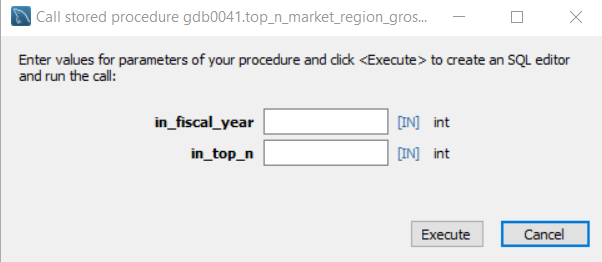 Call stored procedure gdb0041.top_n_market_region_gros...
Enter values for parameters of your procedure and click <Execute> to create an SQL editor
and run the call:
in_fiscal_year [IN] int
in_top_n [IN] int
Execute Cancel